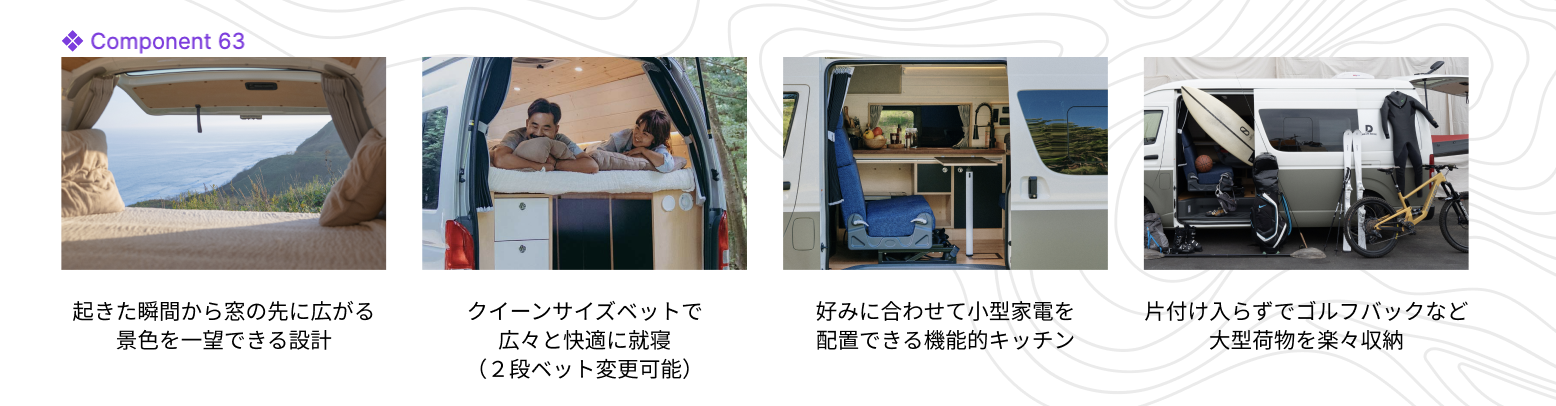 Component 63
起きた瞬間から窓の先に広がる
景色を一望できる設計
クイーンサイズベットで
広々と快適に就寝
（２段ベット変更可能）
好みに合わせて小型家電を
配置できる機能的キッチン
片付け入らずでゴルフバックなど
大型荷物を楽々収納